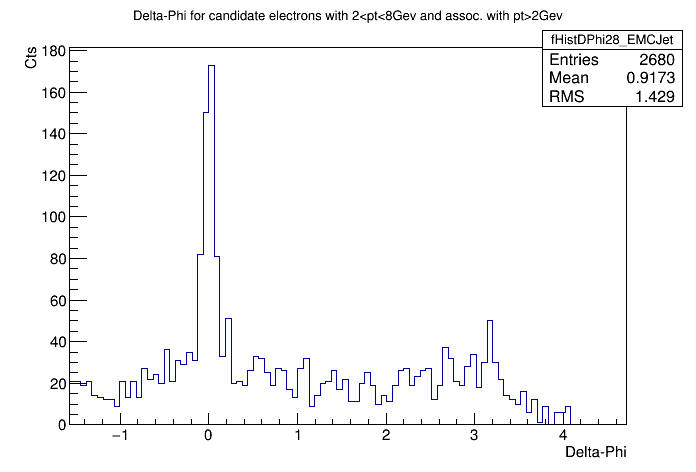 Delta-Phi for candidate electrons with 2<pt<8Gev and assoc. with pt>2Gev
fHistDPhi28_EMCJet
Entries 2680
Mean 0.9173
RMS 1.429
Cts
180
160
140
120
100
80
60
40
20
0
−1 0 1 2 3 4
Delta-Phi